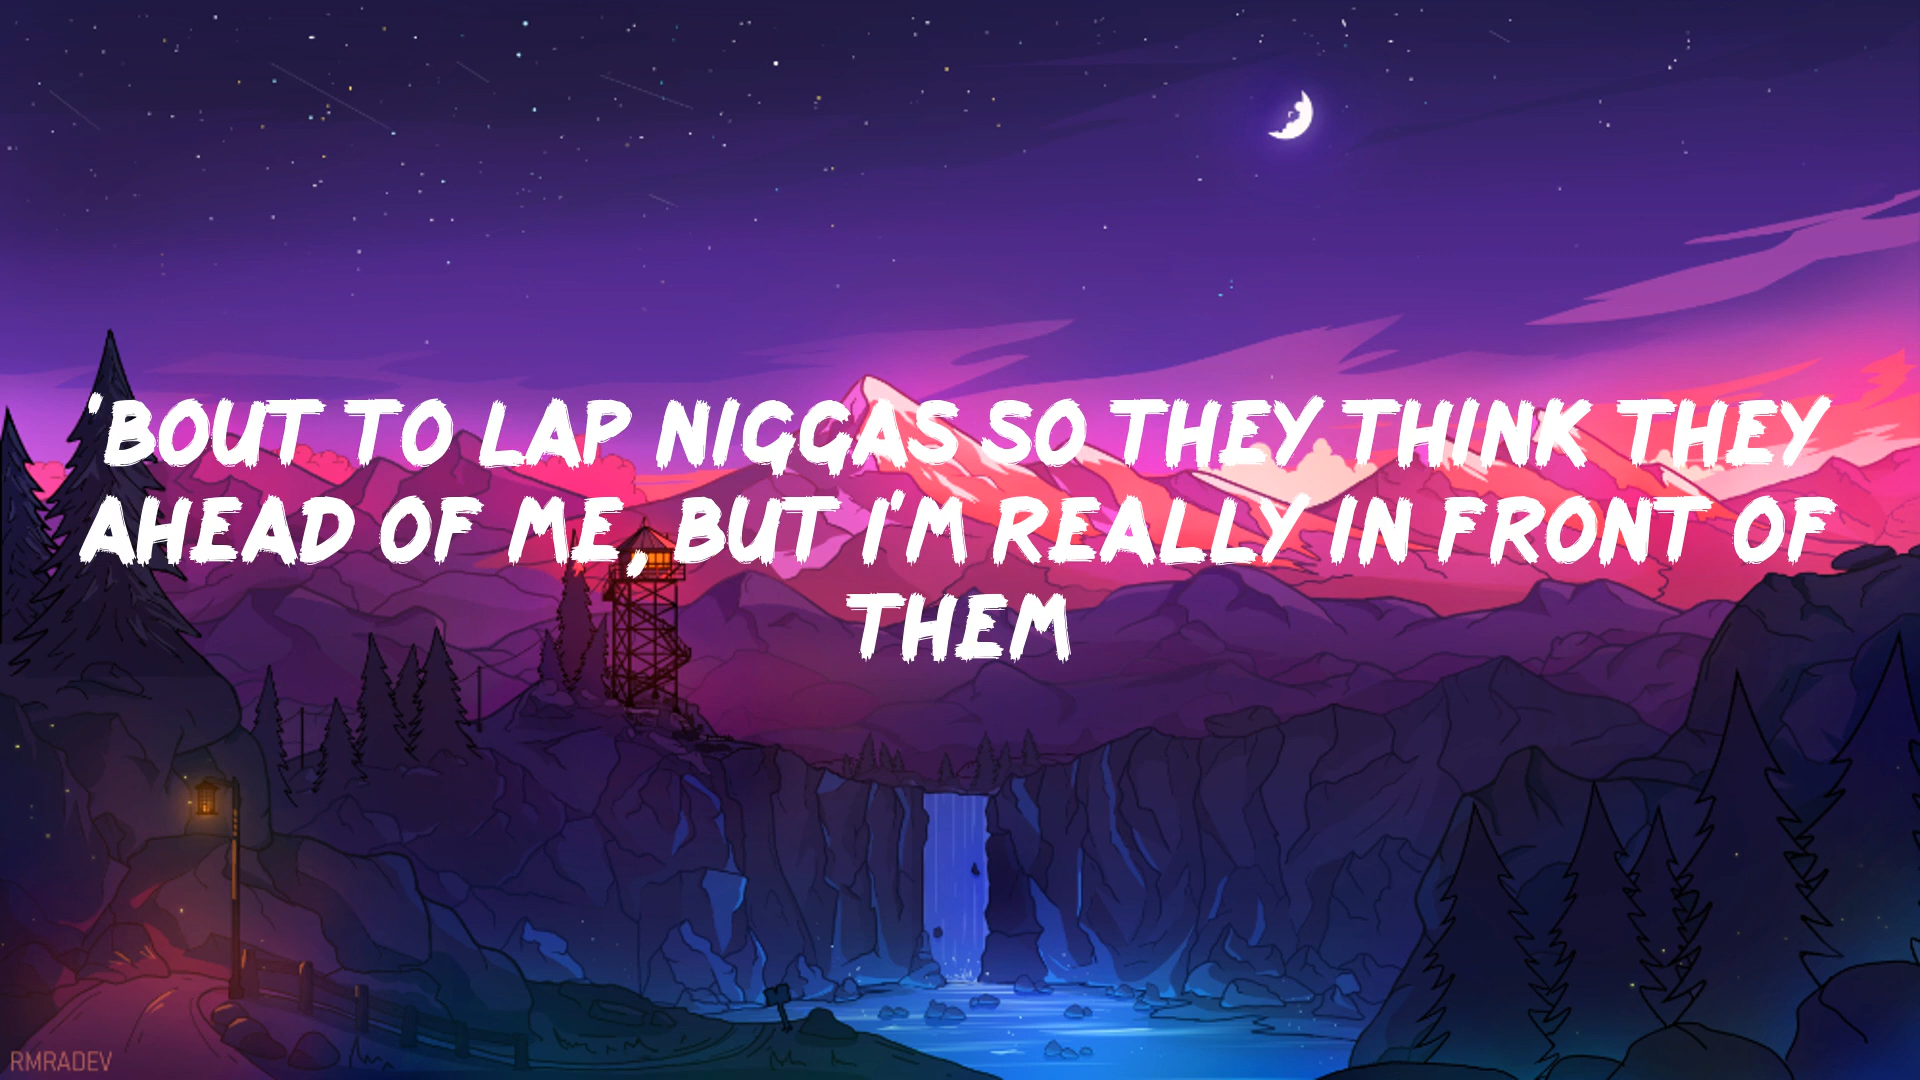 'BOUT TO LAP NIGGAS SO THEY THINK THEY
AHEAD OF ME, BUT I'M REALLY IN FRONT OF
THEM
RMRADEV